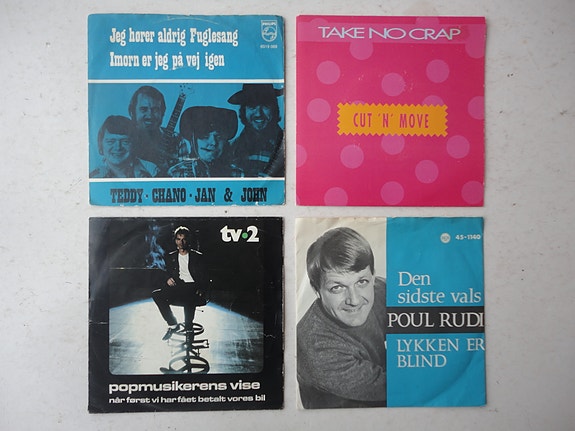 Jeg hører aldrig Fuglesang
Imorn er jeg på vej igen
PHILIPS
TEDDY · CHANO · JAN & JOHN
TAKE NO CRAP
CUT 'N' MOVE
tv·2
popmusikerens vise
når først vi har fået betalt vores bil
45-1140
Den
sidste vals
POUL RUDI
LYKKEN ER
BLIND